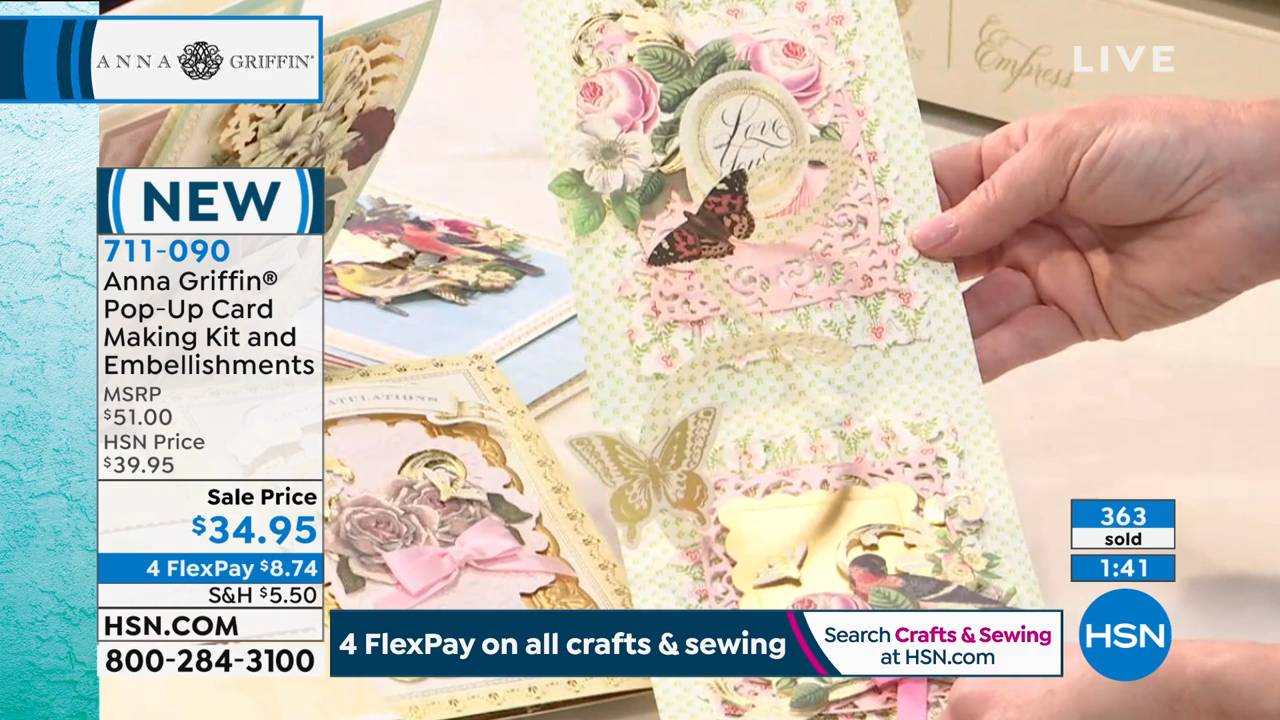 ANNA GRIFFIN®
LIVE
Empress
Love
You
NEW
711-090
Anna Griffin®
Pop-Up Card
Making Kit and
Embellishments
MSRP
$51.00
HSN Price
$39.95
Sale Price
$34.95
4 FlexPay $8.74
S&H $5.50
HSN.COM
800-284-3100
363
sold
1:41
4 FlexPay on all crafts & sewing
Search Crafts & Sewing
at HSN.com
HSN